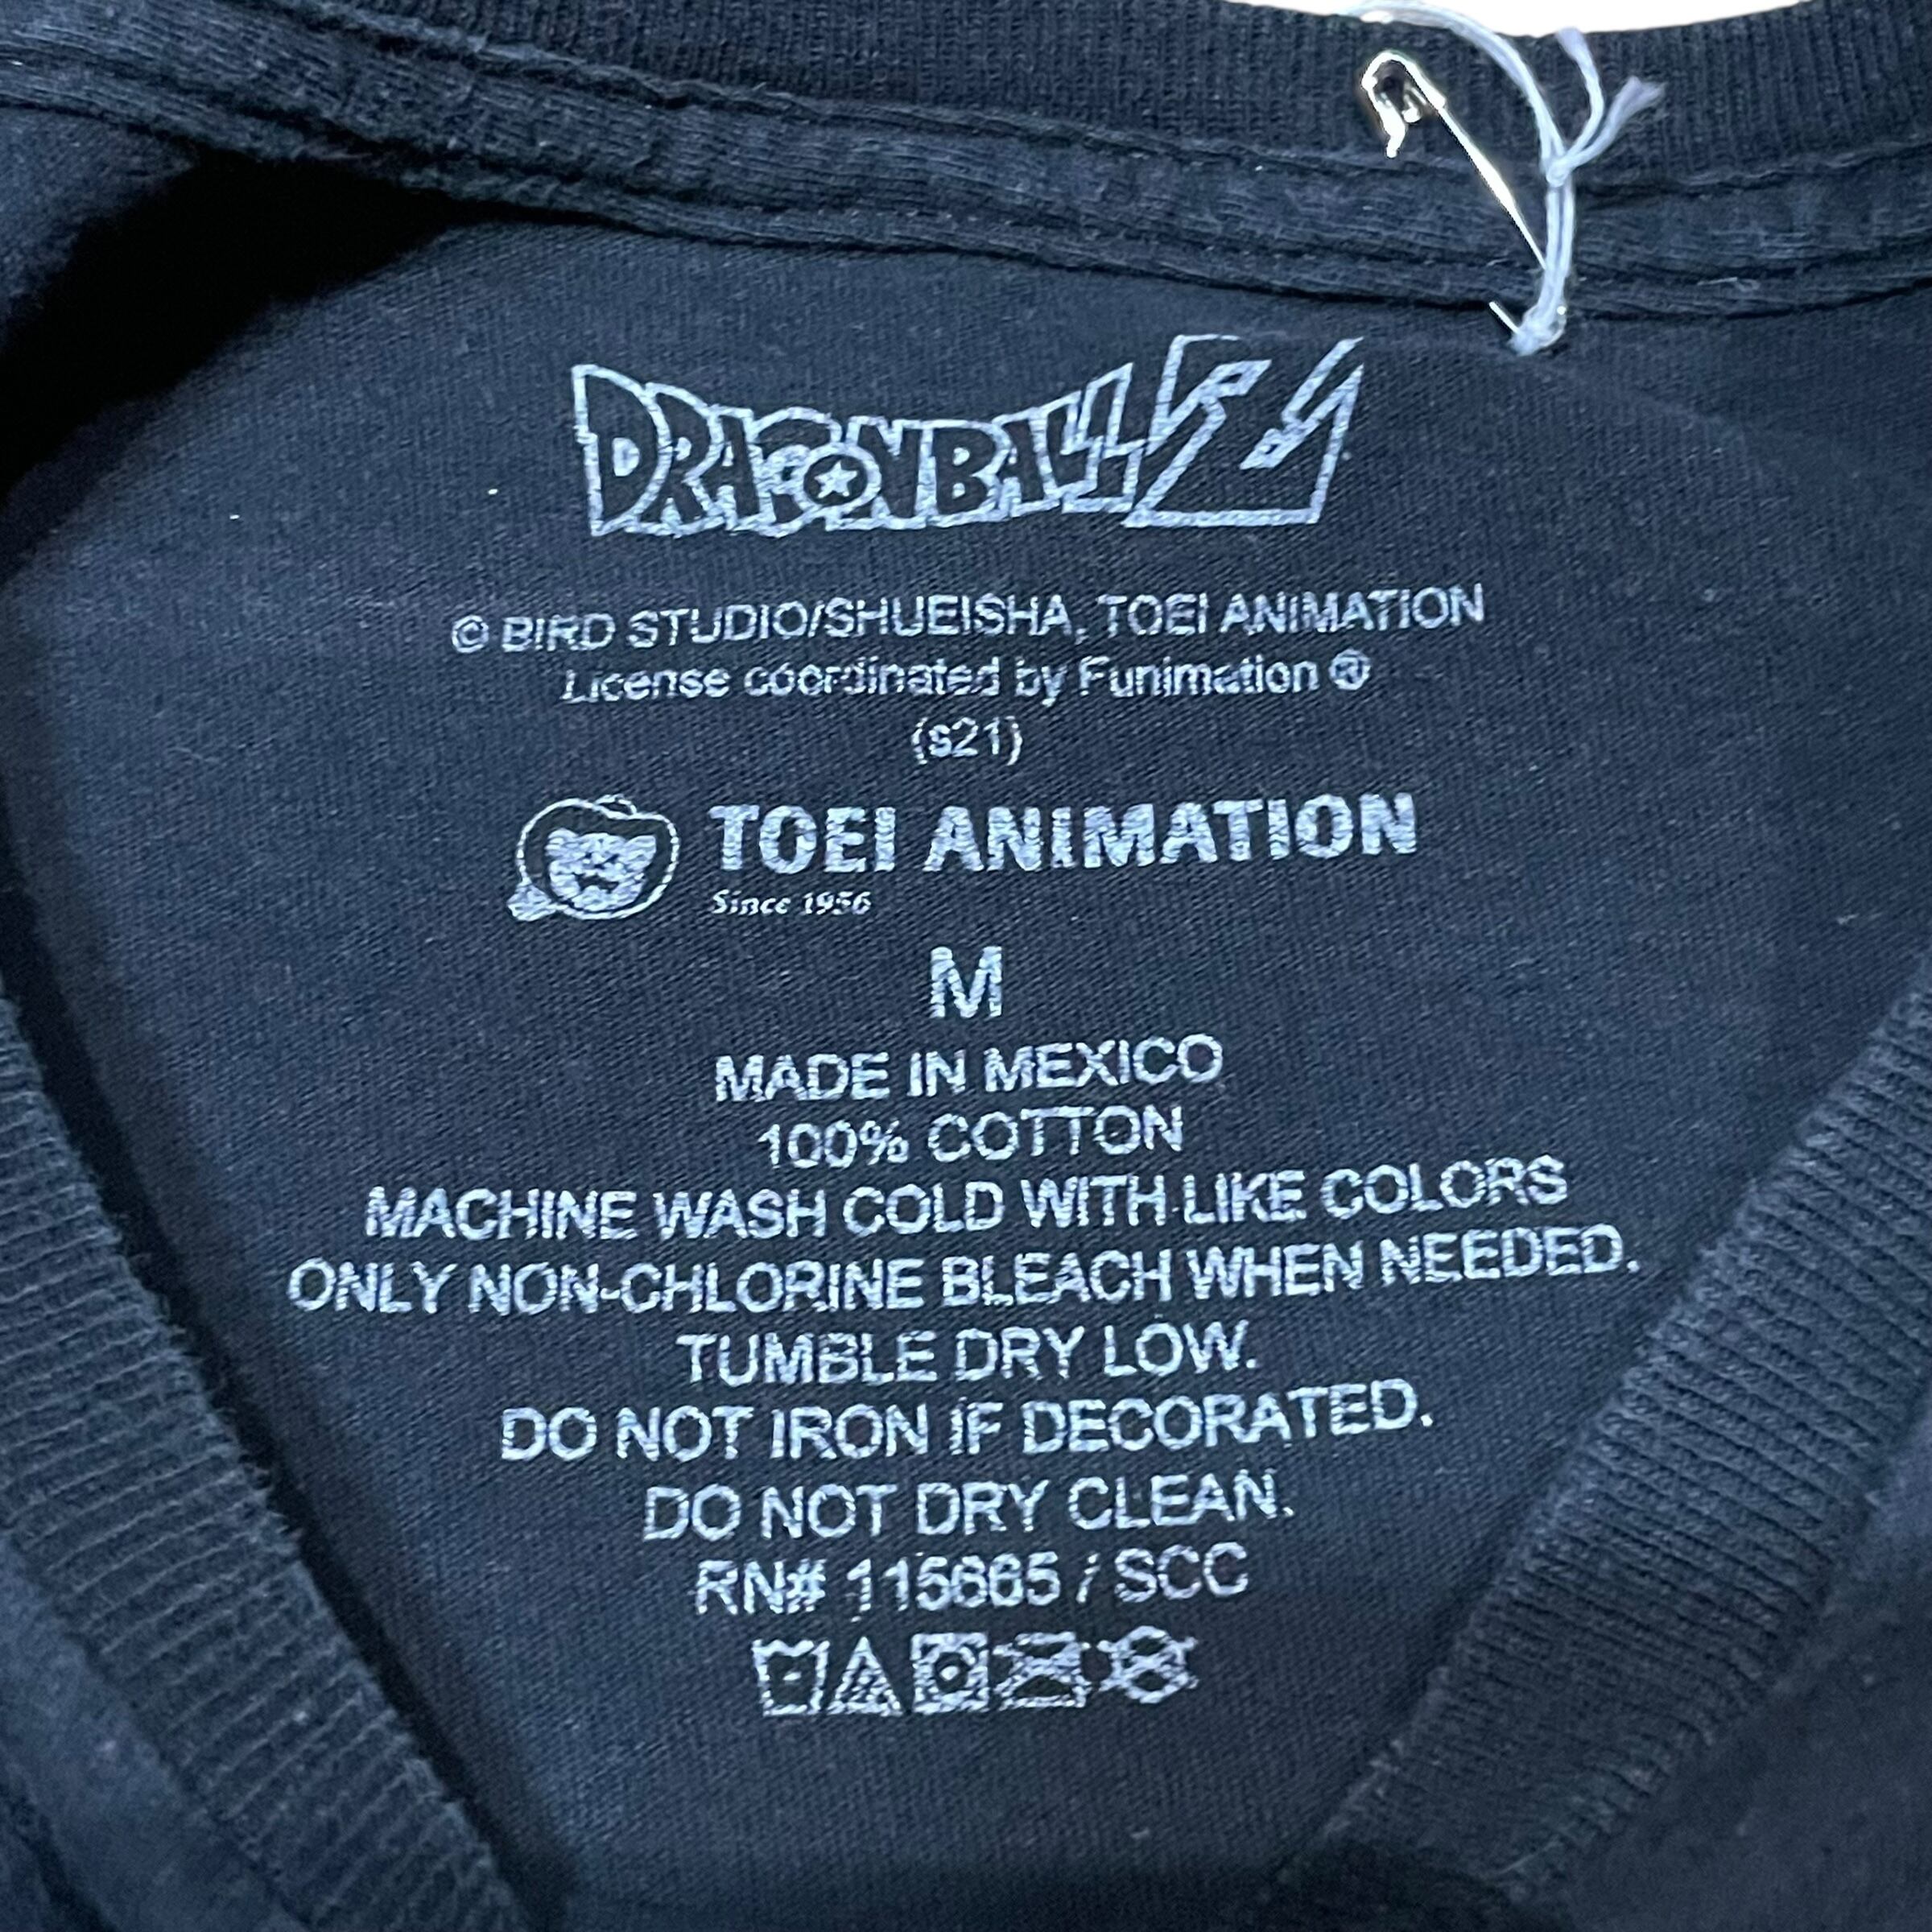 DRAGONBALL Z
© BIRD STUDIO/SHUEISHA, TOEI ANIMATION
License coordinated by Funimation ®
(s21)
TOEI ANIMATION
Since 1956
M
MADE IN MEXICO
100% COTTON
MACHINE WASH COLD WITH LIKE COLORS
ONLY NON-CHLORINE BLEACH WHEN NEEDED.
TUMBLE DRY LOW.
DO NOT IRON IF DECORATED.
DO NOT DRY CLEAN.
RN# 115665 / SCC